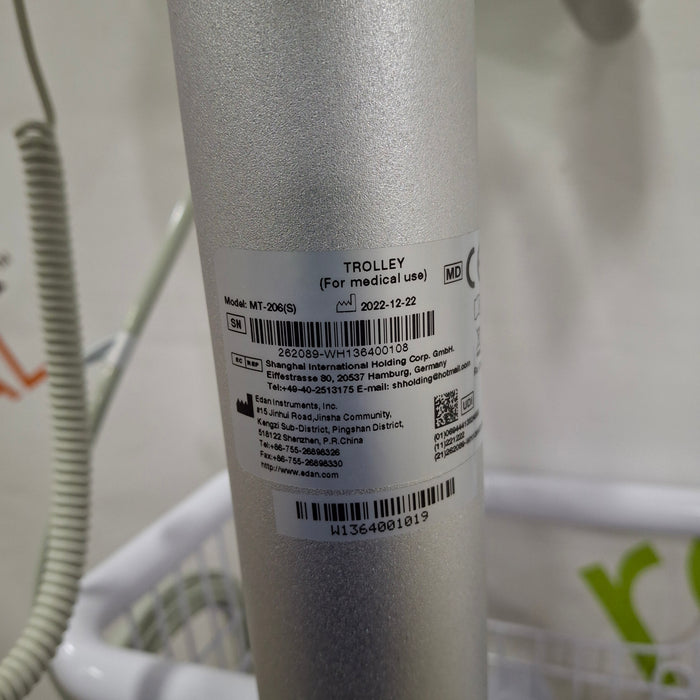 TROLLEY
(For medical use)
MD
Model: MT-206(S)
2022-12-22
SN
262089-WH136400108
EC REP
Shanghai International Holding Corp. GmbH.
Eiffestrasse 80, 20537 Hamburg, Germany
Tel:+49-40-2513175 E-mail: shholding@hotmail.com
Edan Instruments, Inc.
#15 Jinhui Road,Jinsha Community,
Kengzi Sub-District, Pingshan District,
518122 Shenzhen, P.R.China
Tel:+86-755-26898326
Fax:+86-755-26898330
http://www.edan.com
UDI
(11)221222
W1364001019